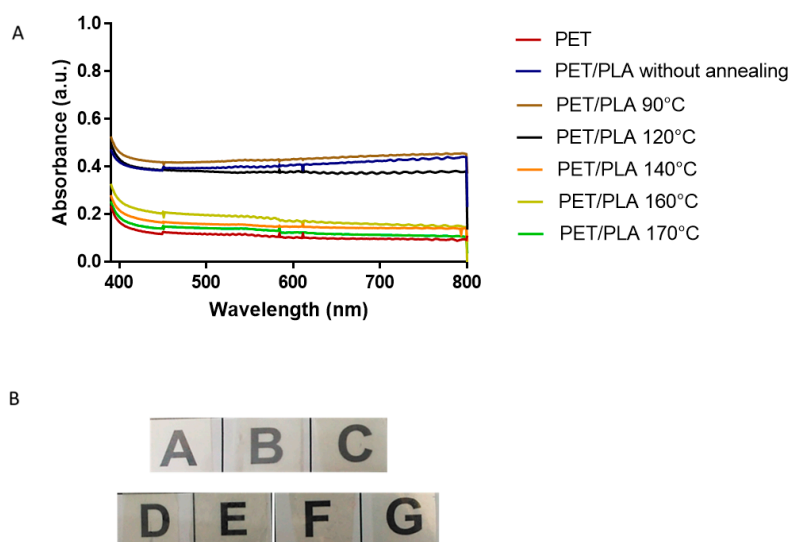 A
1.0
0.8
0.6
0.4
0.2
0.0
Absorbance (a.u.)
400 500 600 700 800
Wavelength (nm)
PET
PET/PLA without annealing
PET/PLA 90°C
PET/PLA 120°C
PET/PLA 140°C
PET/PLA 160°C
PET/PLA 170°C
B
A B C
D E F G